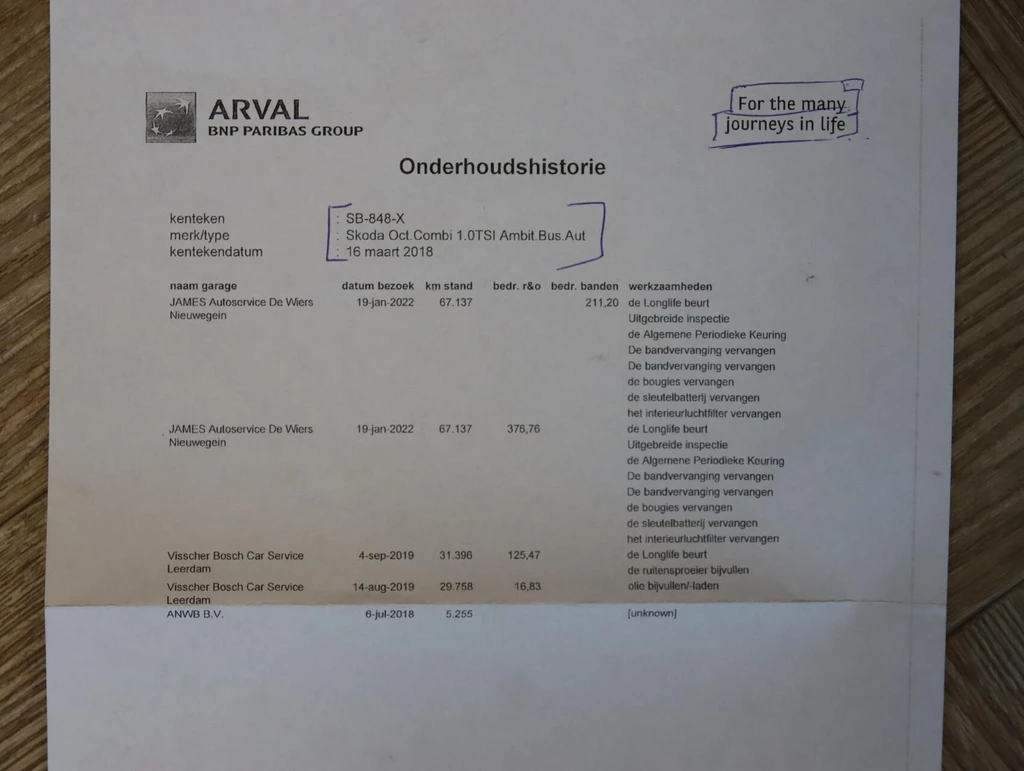 ARVAL
BNP PARIBAS GROUP
For the many
journeys in life
Onderhoudshistorie
kenteken : SB-848-X
merk/type : Skoda Oct.Combi 1.0TSI Ambit.Bus.Aut
kentekendatum : 16 maart 2018
naam garage datum bezoek km stand bedr. r&o bedr. banden werkzaamheden
JAMES Autoservice De Wiers 19-jan-2022 67.137 211,20 de Longlife beurt
Nieuwegein Uitgebreide inspectie
de Algemene Periodieke Keuring
De bandvervanging vervangen
De bandvervanging vervangen
de bougies vervangen
de sleutelbatterij vervangen
het interieurluchtfilter vervangen
JAMES Autoservice De Wiers 19-jan-2022 67.137 376,76 de Longlife beurt
Nieuwegein Uitgebreide inspectie
de Algemene Periodieke Keuring
De bandvervanging vervangen
De bandvervanging vervangen
de bougies vervangen
de sleutelbatterij vervangen
het interieurluchtfilter vervangen
Visscher Bosch Car Service 4-sep-2019 31.396 125,47 de Longlife beurt
Leerdam de ruitensproeier bijvullen
Visscher Bosch Car Service 14-aug-2019 29.758 16,83 olie bijvullen/-laden
Leerdam
ANWB B.V. 6-jul-2018 5.255 [unknown]